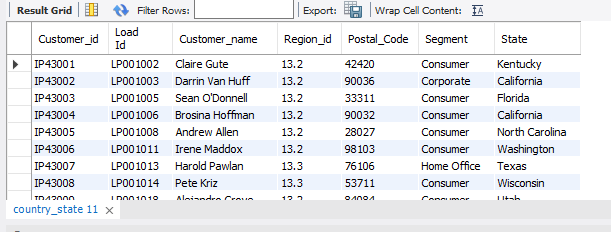 Result Grid Filter Rows: Export: Wrap Cell Content:
Customer_id Load Id Customer_name Region_id Postal_Code Segment State
IP43001 LP001002 Claire Gute 13.2 42420 Consumer Kentucky
IP43002 LP001003 Darrin Van Huff 13.2 90036 Corporate California
IP43003 LP001005 Sean O'Donnell 13.2 33311 Consumer Florida
IP43004 LP001006 Brosina Hoffman 13.2 90032 Consumer California
IP43005 LP001008 Andrew Allen 13.2 28027 Consumer North Carolina
IP43006 LP001011 Irene Maddox 13.2 98103 Consumer Washington
IP43007 LP001013 Harold Pawlan 13.3 76106 Home Office Texas
IP43008 LP001014 Pete Kriz 13.3 53711 Consumer Wisconsin
IP43009 LP001018 Alejandro Grove 13.2 84084 Consumer Utah
country_state 11